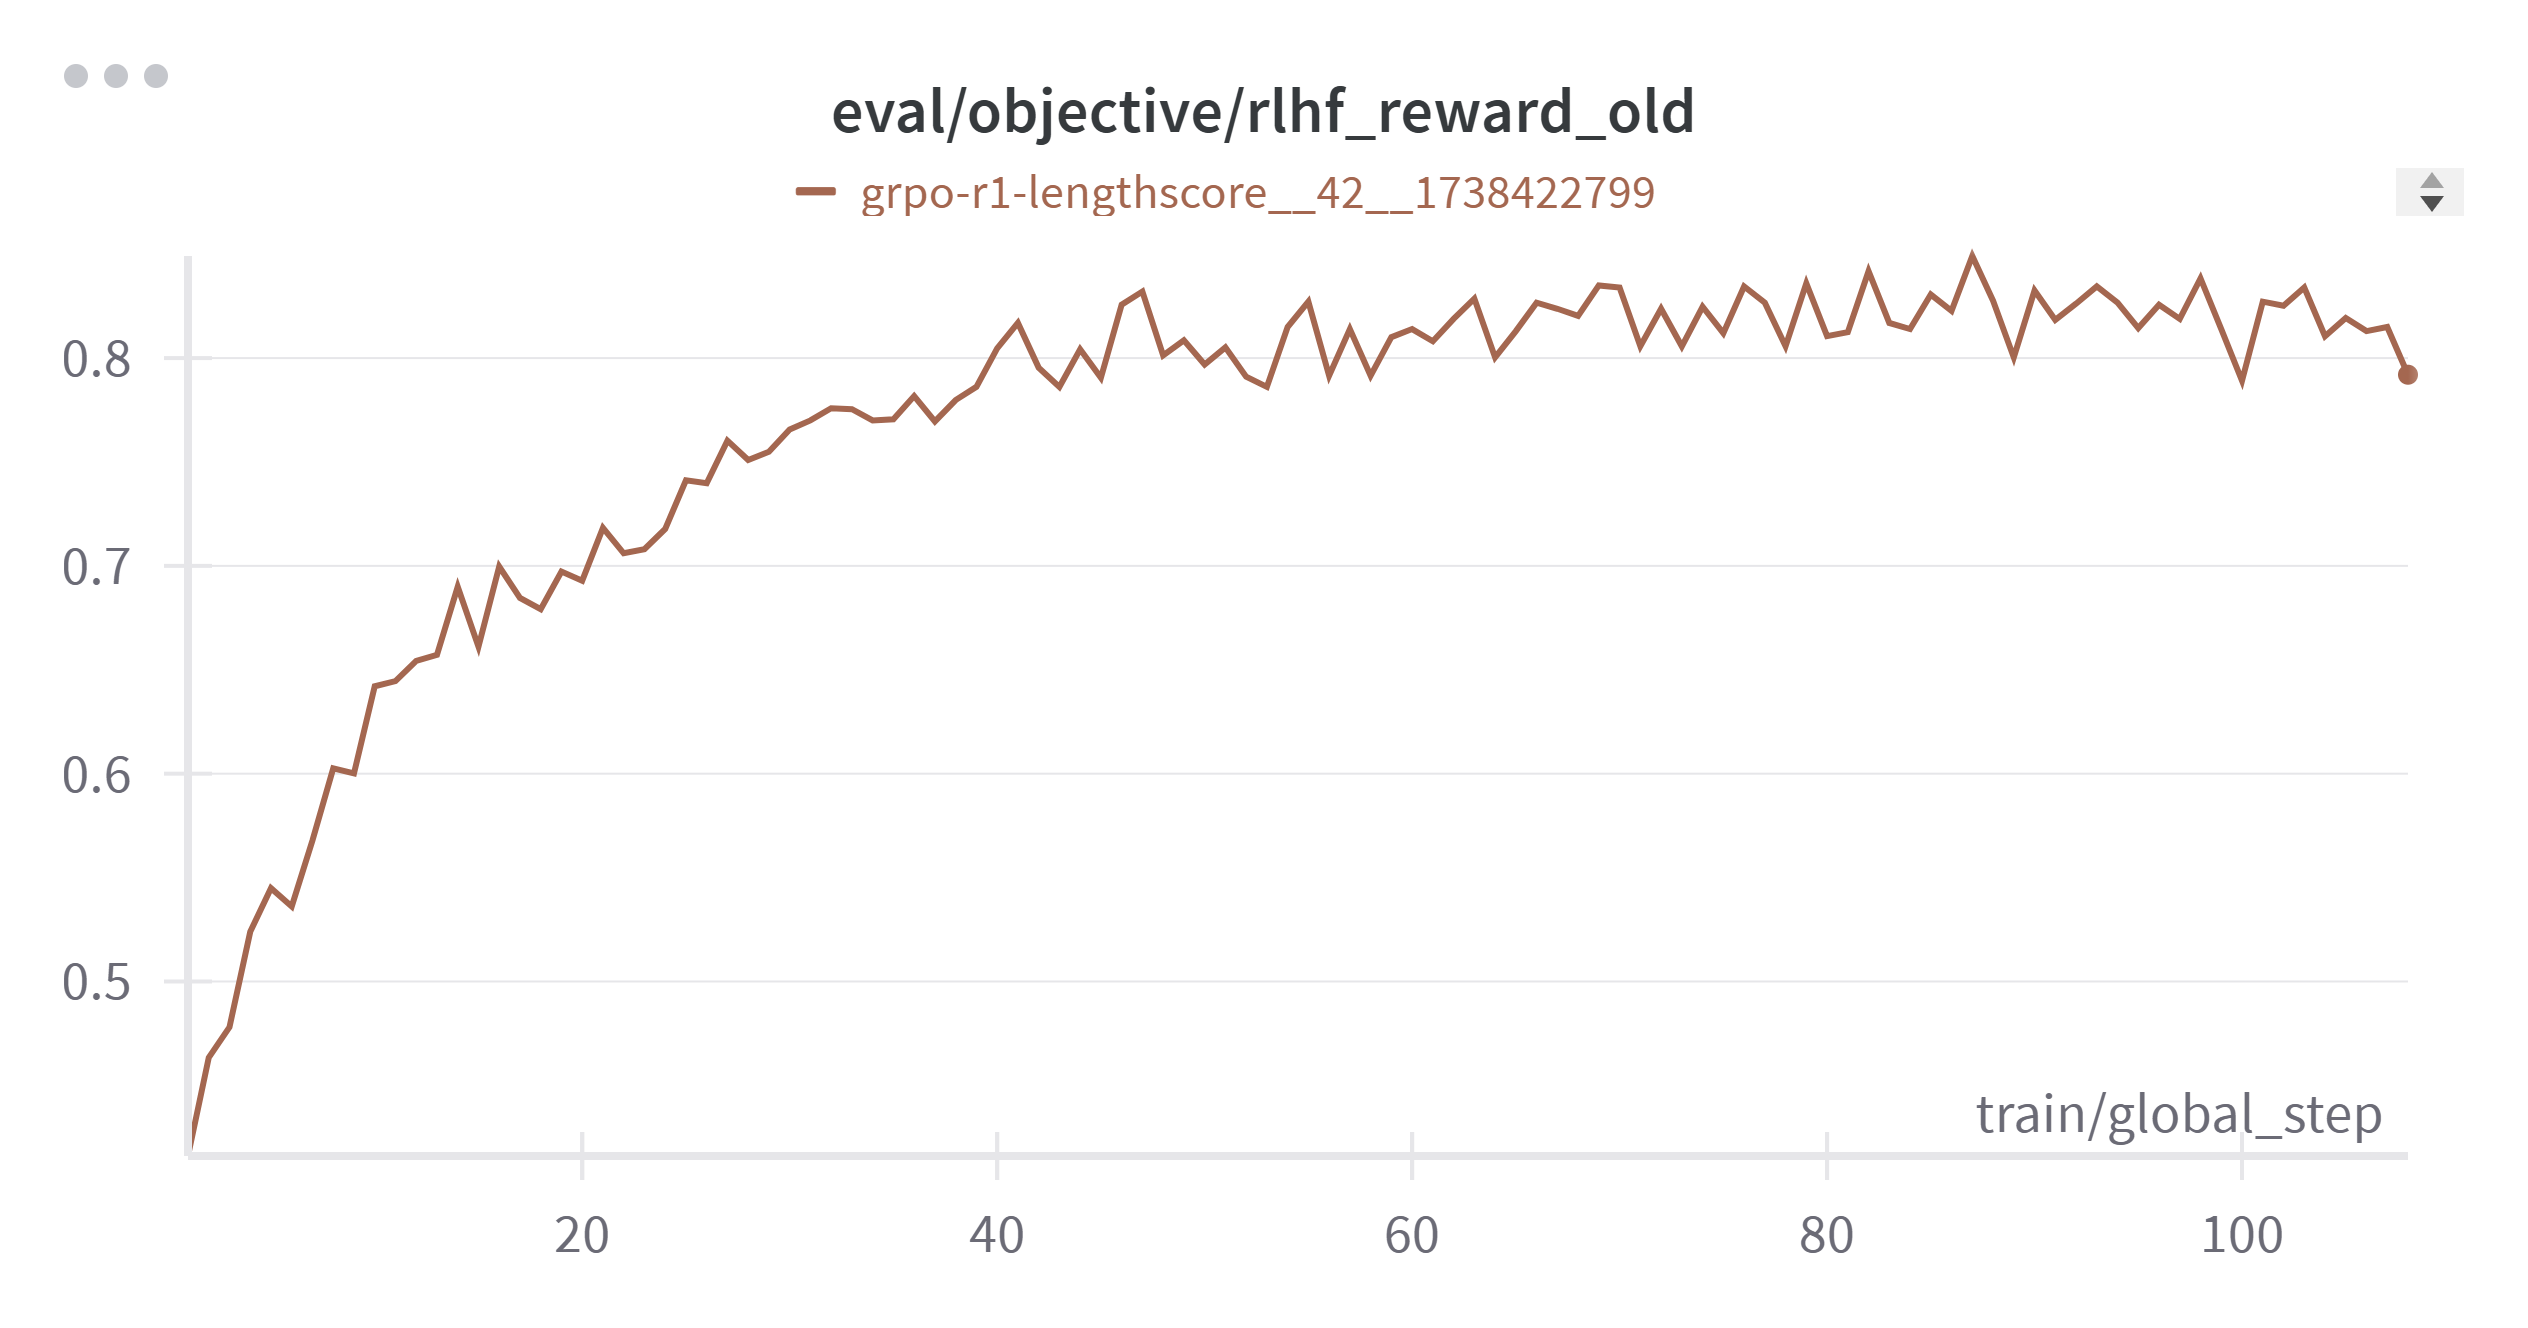 eval/objective/rlhf_reward_old
grpo-r1-lengthscore__42__1738422799
0.8
0.7
0.6
0.5
train/global_step
20 40 60 80 100